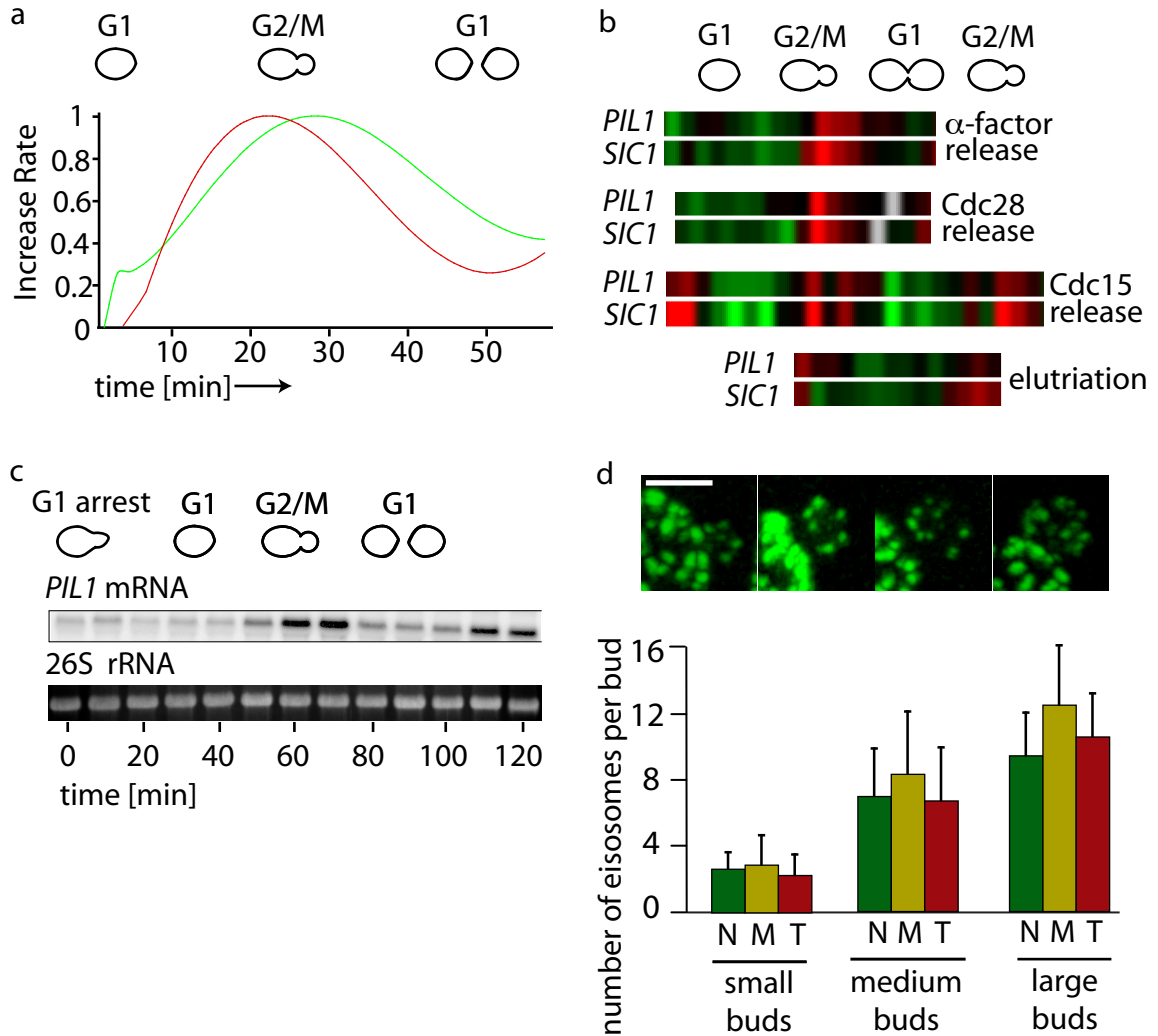 a
G1 G2/M G1
1
0.8
0.6
0.4
0.2
0
Increase Rate
10 20 30 40 50
time [min]
b
G1 G2/M G1 G2/M
PIL1
SIC1
α-factor
release
PIL1
SIC1
Cdc28
release
PIL1
SIC1
Cdc15
release
PIL1
SIC1
elutriation
c
G1 arrest G1 G2/M G1
PIL1 mRNA
26S rRNA
0 20 40 60 80 100 120
time [min]
d
number of eisosomes per bud
16
12
8
4
0
N M T N M T N M T
small
buds
medium
buds
large
buds